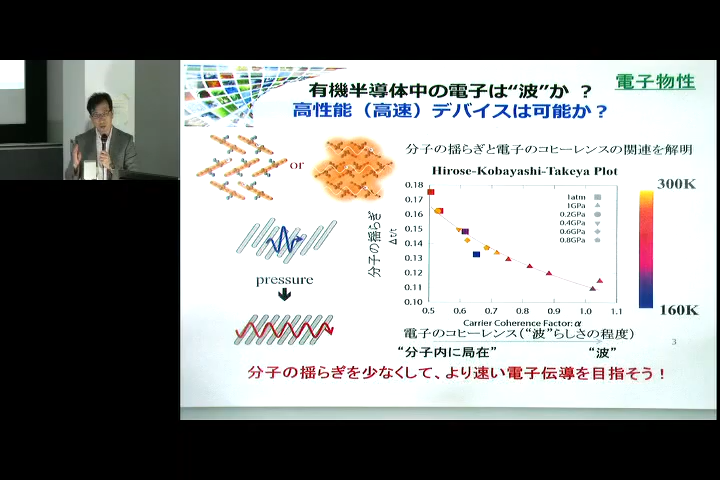 電子物性
有機半導体中の電子は“波”か ？
高性能（高速）デバイスは可能か？
or
分子の揺らぎと電子のコヒーレンスの関連を解明
Hirose-Kobayashi-Takeya Plot
pressure
分子の揺らぎ
Δt/t
0.18
0.17
0.16
0.15
0.14
0.13
0.12
0.11
0.10
0.5
0.6
0.7
0.8
0.9
1.0
1.1
1atm
1GPa
0.2GPa
0.4GPa
0.6GPa
0.8GPa
Carrier Coherence Factor: α
300K
160K
電子のコヒーレンス(“波”らしさの程度)
“分子内に局在”
“波”
3
分子の揺らぎを少なくして、より速い電子伝導を目指そう！